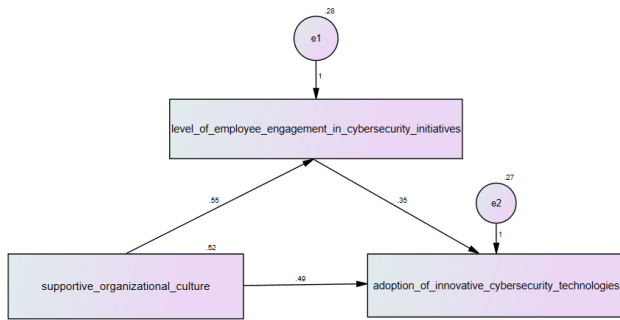 .28
e1
1
level_of_employee_engagement_in_cybersecurity_initiatives
.27
e2
.55
.35
1
.52
supportive_organizational_culture
.49
adoption_of_innovative_cybersecurity_technologies